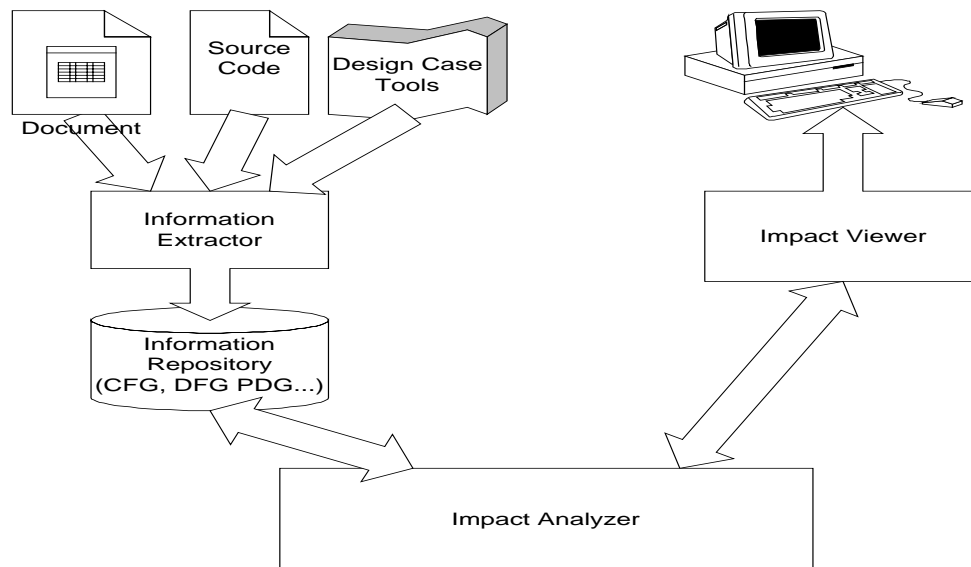 Document
Source
Code
Design Case
Tools
Information
Extractor
Information
Repository
(CFG, DFG PDG...)
Impact Viewer
Impact Analyzer